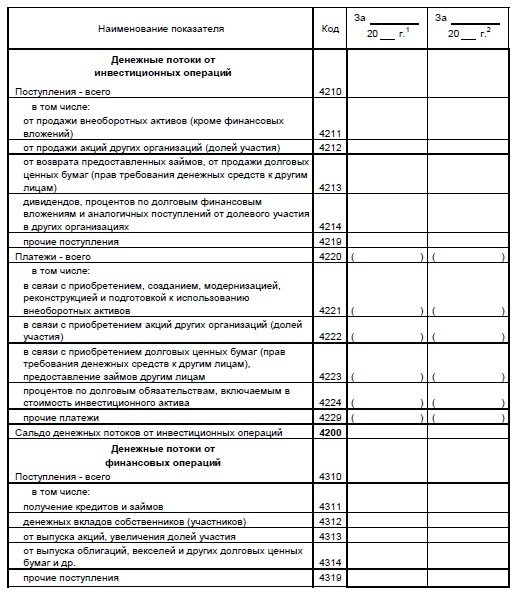 Наименование показателя Код За 20 г.1 За 20 г.2
Денежные потоки от
инвестиционных операций
Поступления - всего 4210
в том числе:
от продажи внеоборотных активов (кроме финансовых
вложений) 4211
от продажи акций других организаций (долей участия) 4212
от возврата предоставленных займов, от продажи долговых
ценных бумаг (прав требования денежных средств к другим
лицам) 4213
дивидендов, процентов по долговым финансовым
вложениям и аналогичных поступлений от долевого участия
в других организациях 4214
прочие поступления 4219
Платежи - всего 4220 ( ) ( )
в том числе:
в связи с приобретением, созданием, модернизацией,
реконструкцией и подготовкой к использованию
внеоборотных активов 4221 ( ) ( )
в связи с приобретением акций других организаций (долей
участия) 4222 ( ) ( )
в связи с приобретением долговых ценных бумаг (прав
требования денежных средств к другим лицам),
предоставление займов другим лицам 4223 ( ) ( )
процентов по долговым обязательствам, включаемым в
стоимость инвестиционного актива 4224 ( ) ( )
прочие платежи 4229 ( ) ( )
Сальдо денежных потоков от инвестиционных операций 4200
Денежные потоки от
финансовых операций
Поступления - всего 4310
в том числе:
получение кредитов и займов 4311
денежных вкладов собственников (участников) 4312
от выпуска акций, увеличения долей участия 4313
от выпуска облигаций, векселей и других долговых ценных
бумаг и др. 4314
прочие поступления 4319